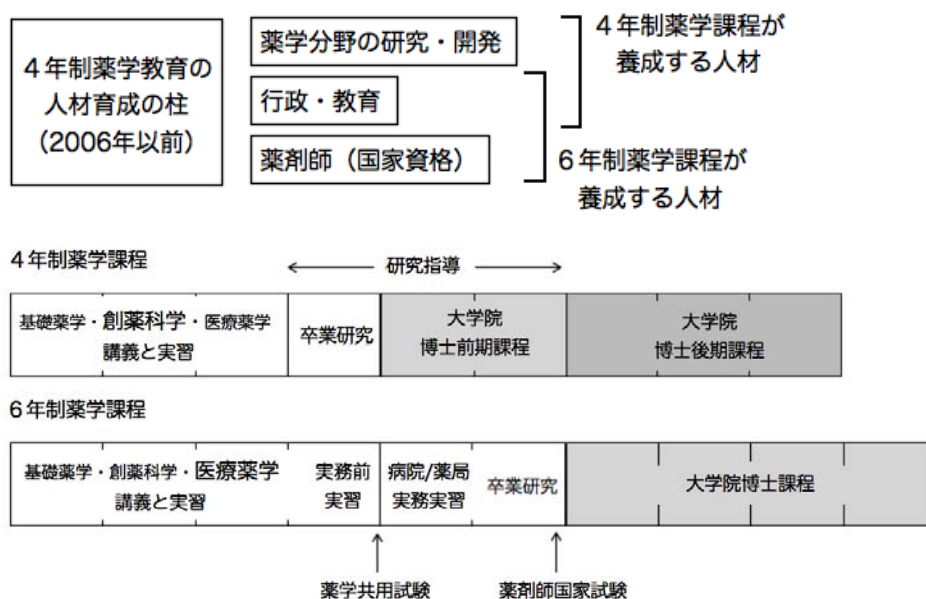 4年制薬学教育の
人材育成の柱
(2006年以前)
薬学分野の研究・開発
行政・教育
薬剤師(国家資格)
4年制薬学課程が
養成する人材
6年制薬学課程が
養成する人材
4年制薬学課程
研究指導
基礎薬学・創薬科学・医療薬学
講義と実習
卒業研究
大学院
博士前期課程
大学院
博士後期課程
6年制薬学課程
基礎薬学・創薬科学・医療薬学
講義と実習
実務前
実習
病院/薬局
実務実習
卒業研究
大学院博士課程
薬学共用試験
薬剤師国家試験